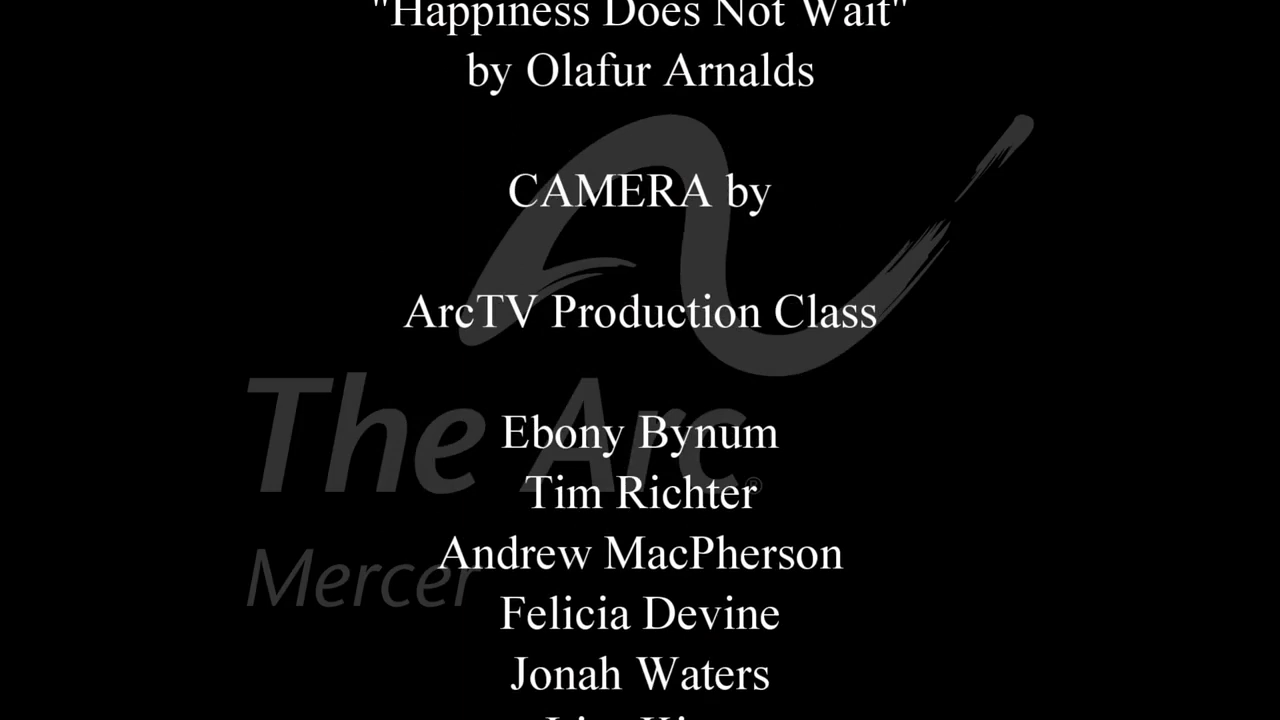 "Happiness Does Not Wait"
by Olafur Arnalds
CAMERA by
ArcTV Production Class
The Arc®
Mercer
Ebony Bynum
Tim Richter
Andrew MacPherson
Felicia Devine
Jonah Waters